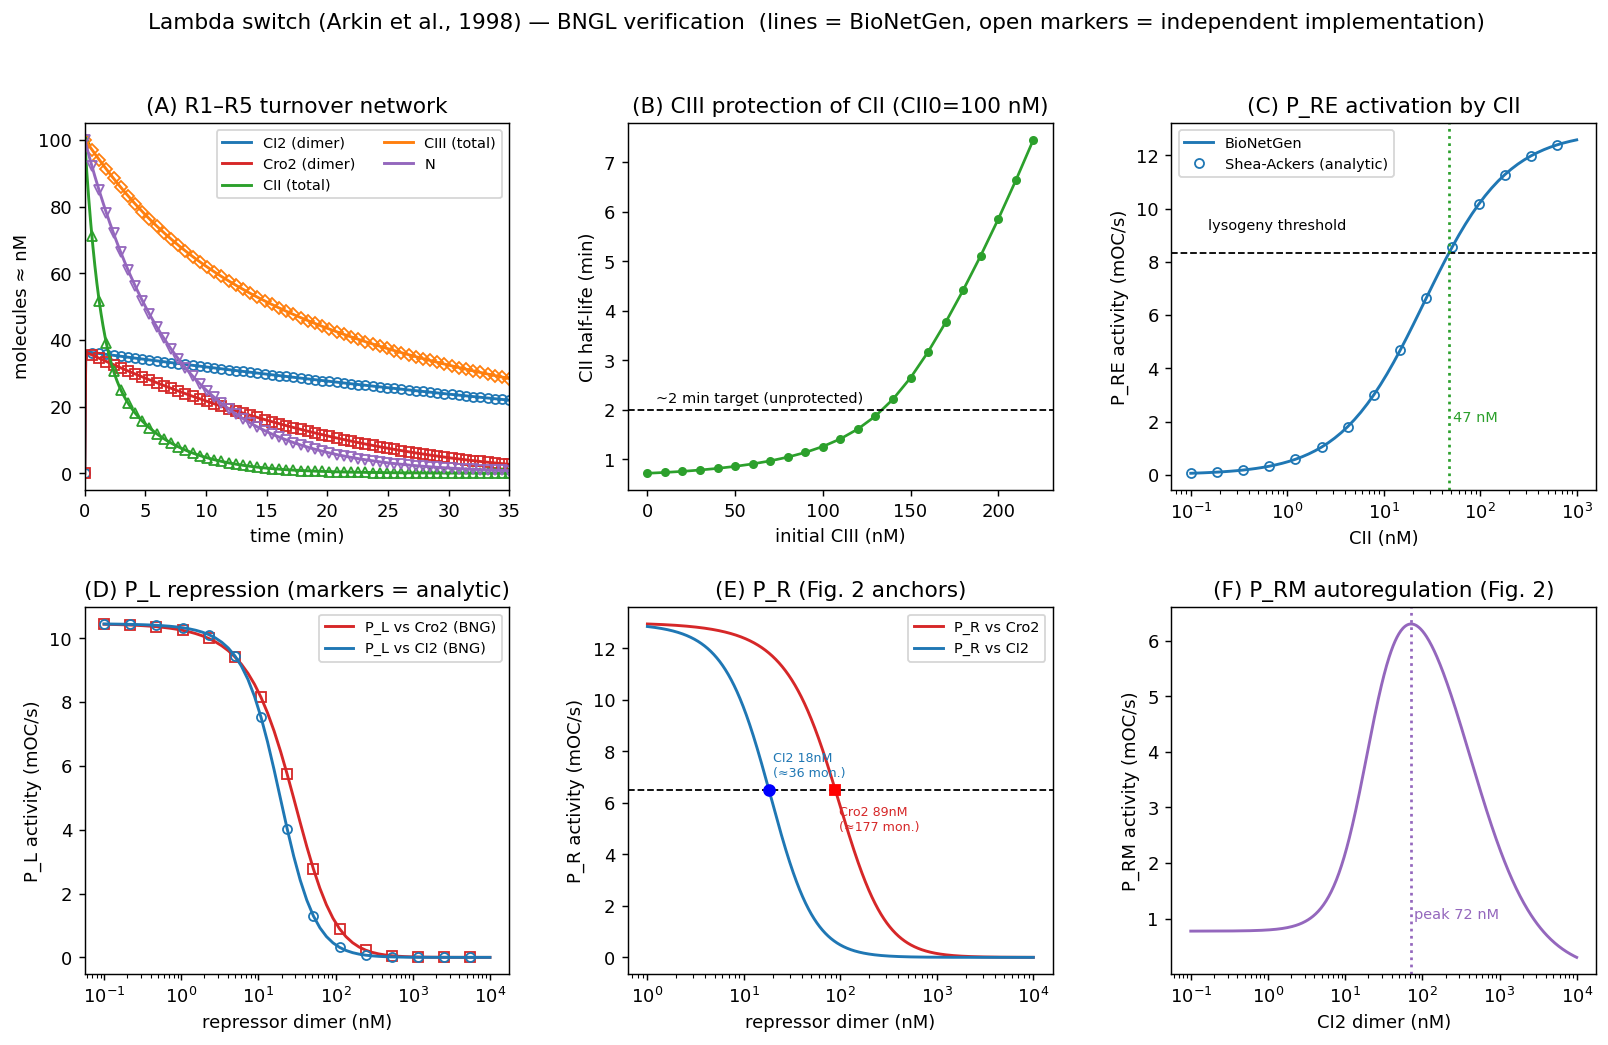 Lambda switch (Arkin et al., 1998) — BNGL verification  (lines = BioNetGen, open markers = independent implementation)
(A) R1–R5 turnover network
molecules ≈ nM
100
80
60
40
20
0
CI2 (dimer)
Cro2 (dimer)
CII (total)
CIII (total)
N
0 5 10 15 20 25 30 35
time (min)
(B) CIII protection of CII (CII0=100 nM)
CII half-life (min)
7
6
5
4
3
2
1
~2 min target (unprotected)
0 50 100 150 200
initial CIII (nM)
(C) P_RE activation by CII
P_RE activity (mOC/s)
12
10
8
6
4
2
0
BioNetGen
Shea-Ackers (analytic)
lysogeny threshold
47 nM
10⁻¹ 10⁰ 10¹ 10² 10³
CII (nM)
(D) P_L repression (markers = analytic)
P_L activity (mOC/s)
10
8
6
4
2
0
P_L vs Cro2 (BNG)
P_L vs CI2 (BNG)
10⁻¹ 10⁰ 10¹ 10² 10³ 10⁴
repressor dimer (nM)
(E) P_R (Fig. 2 anchors)
P_R activity (mOC/s)
12
10
8
6
4
2
0
P_R vs Cro2
P_R vs CI2
CI2 18nM
(≈36 mon.)
Cro2 89nM
(≈177 mon.)
10⁰ 10¹ 10² 10³ 10⁴
repressor dimer (nM)
(F) P_RM autoregulation (Fig. 2)
P_RM activity (mOC/s)
6
5
4
3
2
1
peak 72 nM
10⁻¹ 10⁰ 10¹ 10² 10³ 10⁴
CI2 dimer (nM)